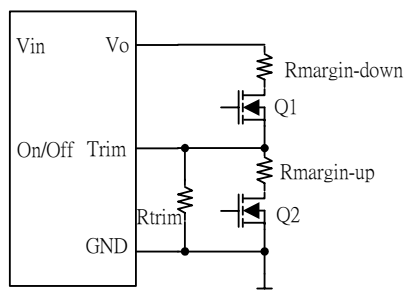 Vin
Vo
Rmargin-down
Q1
On/Off
Trim
Rmargin-up
Rtrim
Q2
GND